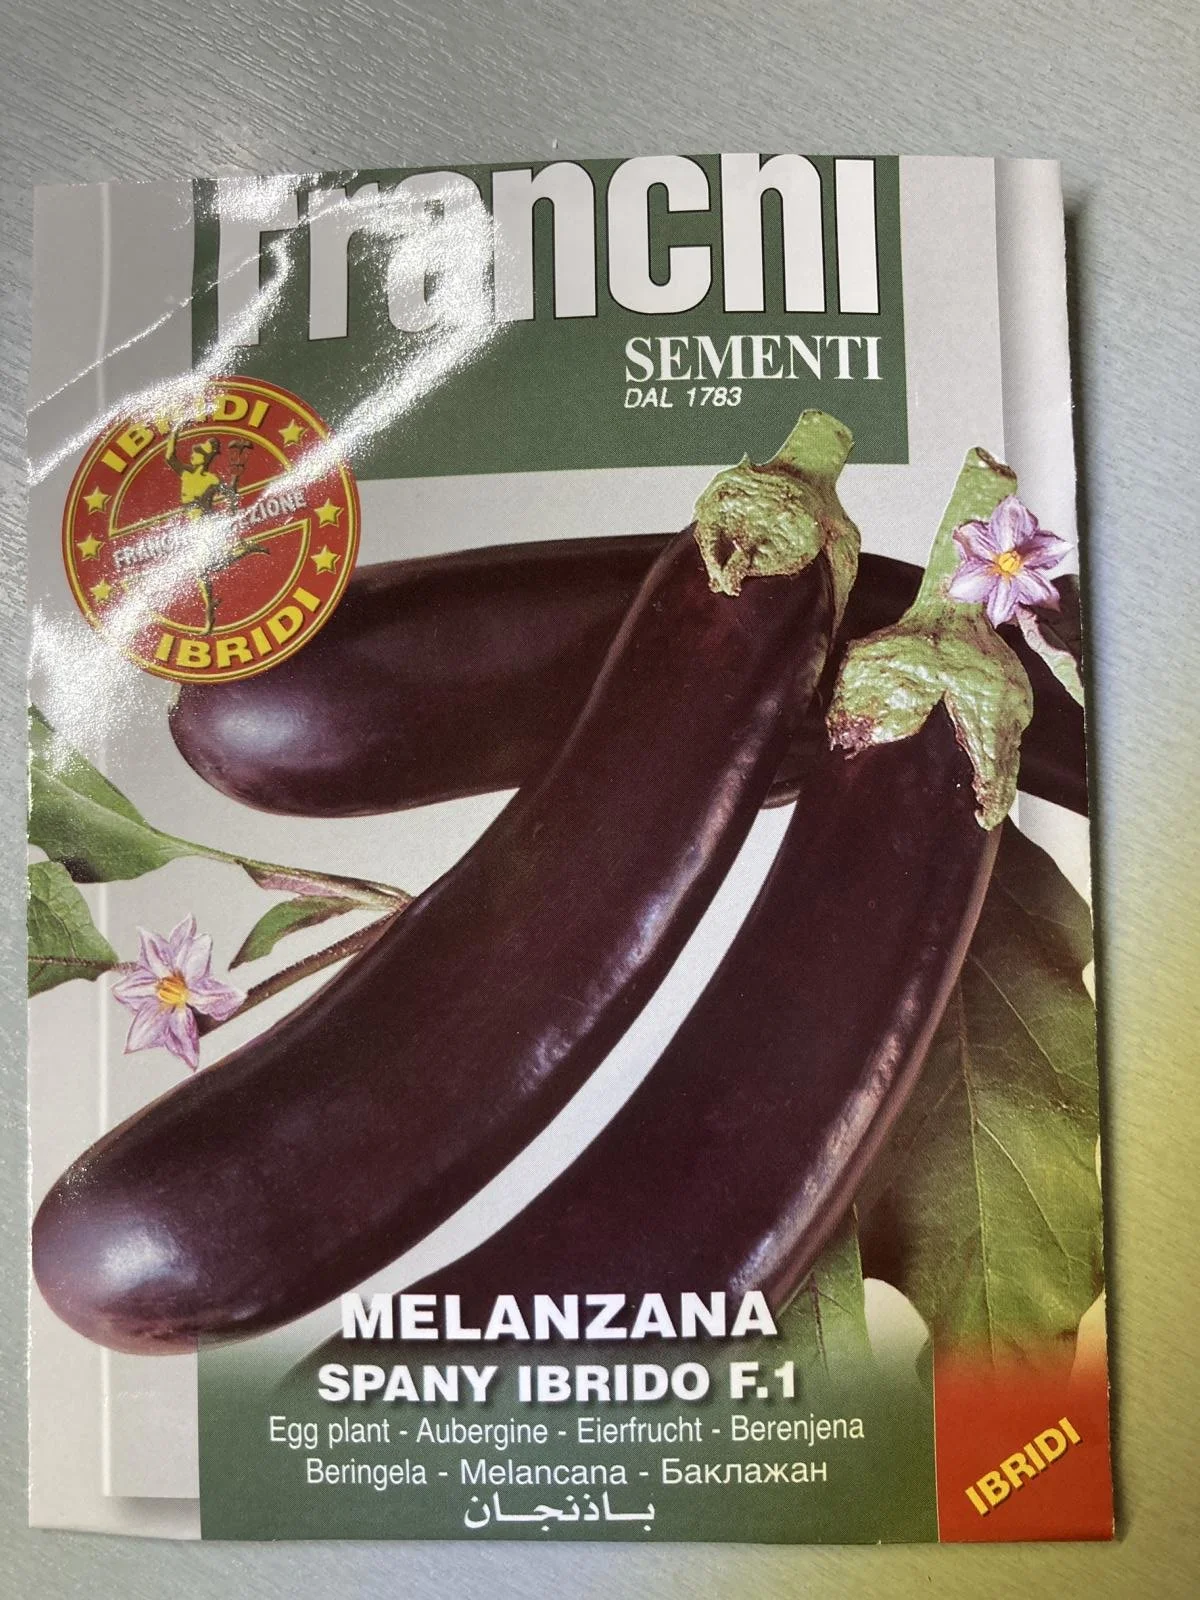 Franchi
SEMENTI
DAL 1783
IBRIDI
IBRIDI
MELANZANA
SPANY IBRIDO F.1
Egg plant - Aubergine - Eierfrucht - Berenjena
Beringela - Melancana - Баклажан
باذنجان
IBRIDI